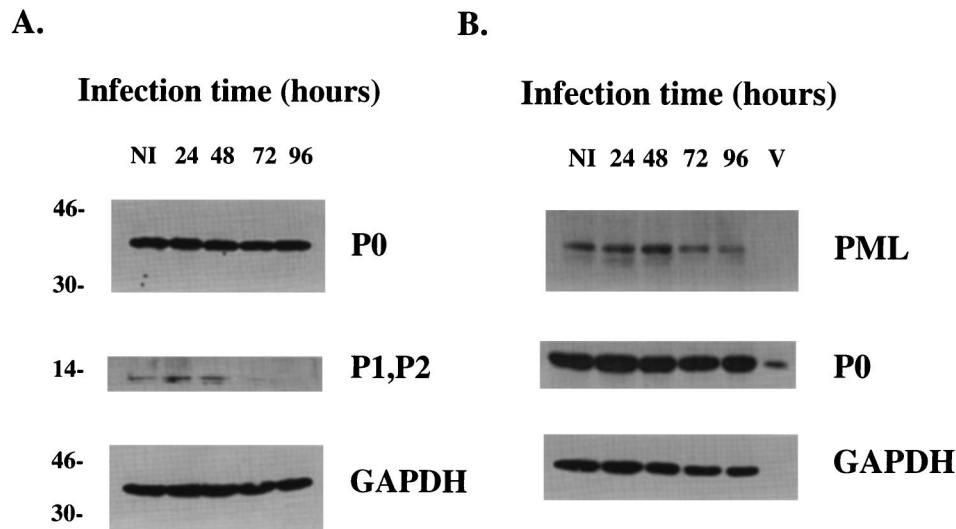 A.
Infection time (hours)
NI 24 48 72 96
46-
P0
30-
14-
P1,P2
46-
GAPDH
30-
B.
Infection time (hours)
NI 24 48 72 96 V
PML
P0
GAPDH